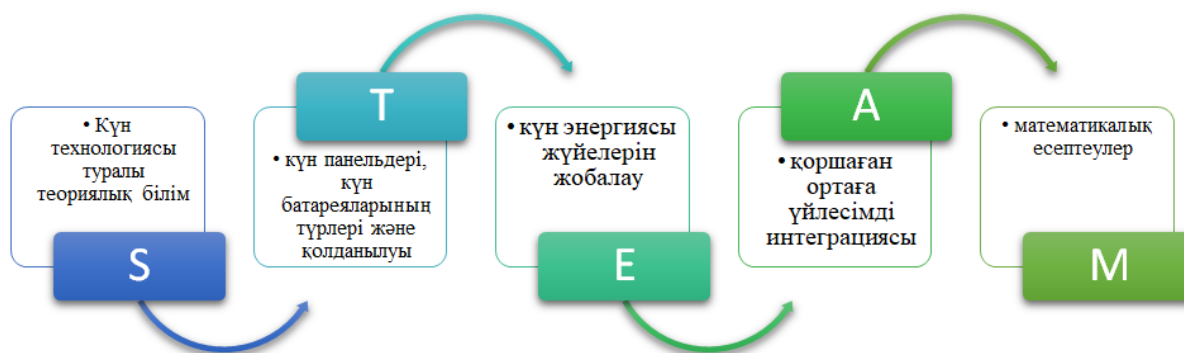 • Күн
технологиясы
туралы
теориялық білім
S
T
• күн панельдері,
күн
батареяларының
түрлері және
қолданылуы
• күн энергиясы
жүйелерін
жобалау
E
A
• қоршаған
ортаға
үйлесімді
интеграциясы
• математикалық
есептеулер
M